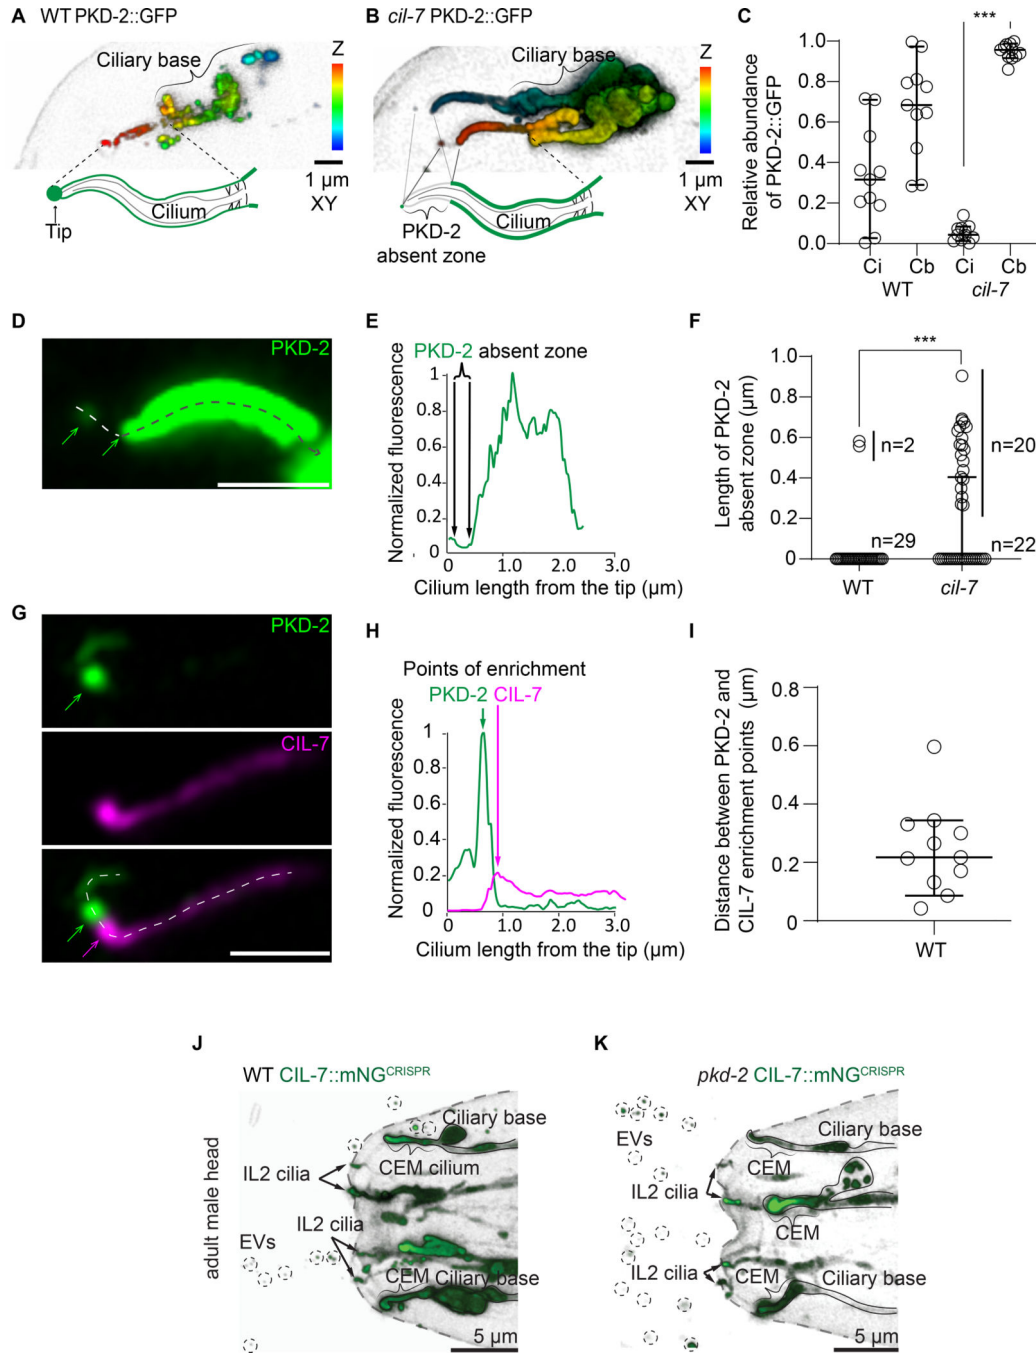 A WT PKD-2::GFP
Ciliary base
Z
1 µm
XY
Cilium
Tip
B cil-7 PKD-2::GFP
Ciliary base
Z
1 µm
XY
Cilium
PKD-2
absent zone
C
***
Relative abundance
of PKD-2::GFP
1.0
0.8
0.6
0.4
0.2
0.0
Ci Cb Ci Cb
WT cil-7
D
PKD-2
E
PKD-2 absent zone
Normalized fluorescence
1
0.8
0.6
0.4
0.2
0
0 1.0 2.0 3.0
Cilium length from the tip (µm)
F
***
Length of PKD-2
absent zone (µm)
1.0
0.8
0.6
0.4
0.2
0
n=2
n=20
n=29
n=22
WT cil-7
G
PKD-2
CIL-7
H
Points of enrichment
PKD-2 CIL-7
Normalized fluorescence
1
0.8
0.6
0.4
0.2
0
0 1.0 2.0 3.0
Cilium length from the tip (µm)
I
Distance between PKD-2 and
CIL-7 enrichment points (µm)
0.8
0.6
0.4
0.2
0
WT
J
WT CIL-7::mNGCRISPR
adult male head
Ciliary base
CEM cilium
IL2 cilia
IL2 cilia
EVs
CEM Ciliary base
5 µm
K
pkd-2 CIL-7::mNGCRISPR
EVs
Ciliary base
CEM
IL2 cilia
CEM
IL2 cilia
CEM Ciliary base
5 µm